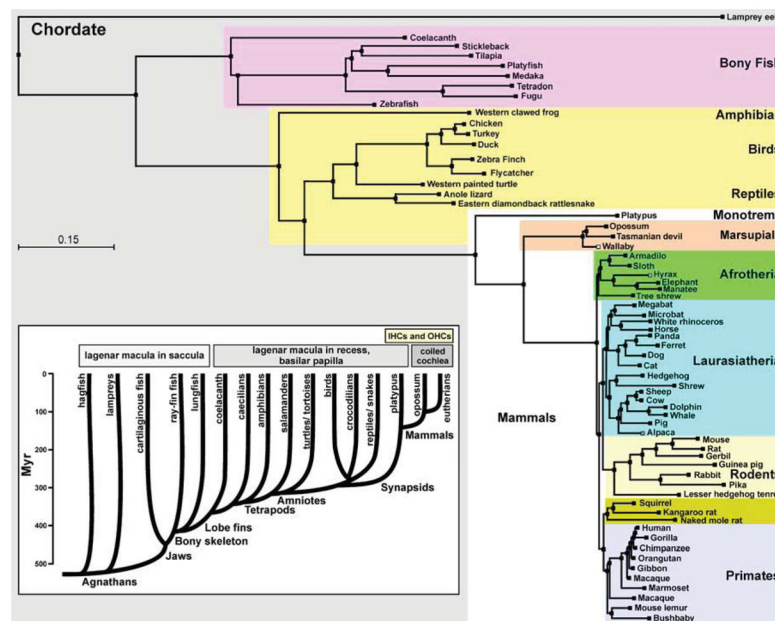 Chordate
Lamprey ee
Coelacanth
Stickleback
Tilapia
Platyfish
Medaka
Tetradon
Fugu
Zebrafish
Bony Fish
Western clawed frog
Amphibia
Chicken
Turkey
Duck
Zebra Finch
Flycatcher
Birds
Western painted turtle
Anole lizard
Eastern diamondback rattlesnake
Reptiles
0.15
Platypus
Monotrem
Opossum
Tasmanian devil
Wallaby
Marsupial
Armadilo
Sloth
Hyrax
Elephant
Manatee
Tree shrew
Afrotheria
Megabat
Microbat
White rhinoceros
Horse
Panda
Ferret
Dog
Cat
Hedgehog
Shrew
Sheep
Cow
Dolphin
Whale
Pig
Alpaca
Laurasiatheria
Mammals
Mouse
Rat
Gerbil
Guinea pig
Rabbit
Pika
Lesser hedgehog tenre
Rodents
Squirrel
Kangaroo rat
Naked mole rat
Human
Gorilla
Chimpanzee
Orangutan
Gibbon
Macaque
Marmoset
Macaque
Mouse lemur
Bushbaby
Primates
IHCs and OHCs
lagenar macula in saccula
lagenar macula in recess,
basilar papilla
coiled
cochlea
hagfish
lampreys
cartilaginous fish
ray-fin fish
lungfish
coelacanth
caecilians
amphibians
salamanders
turtles/ tortoises
birds
crocodilians
reptiles/ snakes
platypus
opossum
eutherians
Myr
0
100
200
300
400
500
Mammals
Synapsids
Amniotes
Tetrapods
Lobe fins
Bony skeleton
Jaws
Agnathans